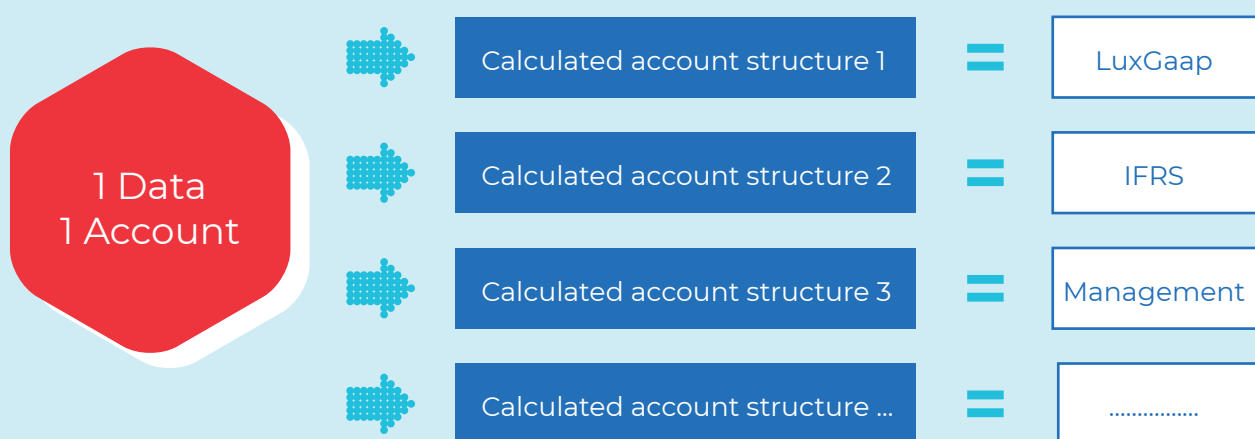 1 Data
1 Account
Calculated account structure 1
=
LuxGaap
Calculated account structure 2
=
IFRS
Calculated account structure 3
=
Management
Calculated account structure ...
=
................